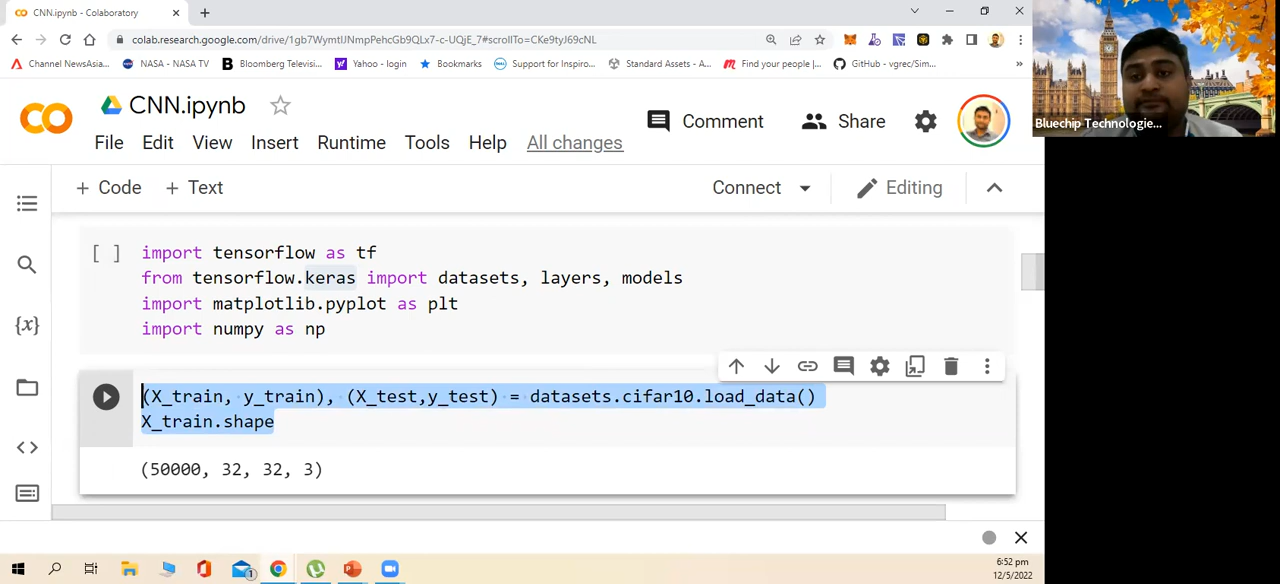 CNN.ipynb - Colaboratory
colab.research.google.com/drive/1gb7WymtIJNmpPehcGb9QLx7-c-UQjE_7#scrollTo=CKe9tyJ69cNL
Channel NewsAsia... NASA - NASA TV Bloomberg Televisi... Yahoo - login Bookmarks Support for Inspiro... Standard Assets - A... Find your people |... GitHub - vgrec/Sim... »
Bluechip Technologie...
CO CNN.ipynb
Comment Share
File Edit View Insert Runtime Tools Help All changes
+ Code + Text Connect Editing
[ ] import tensorflow as tf
from tensorflow.keras import datasets, layers, models
import matplotlib.pyplot as plt
import numpy as np
(X_train, y_train), (X_test,y_test) = datasets.cifar10.load_data()
X_train.shape
(50000, 32, 32, 3)
{x}
6:52 pm
12/5/2022